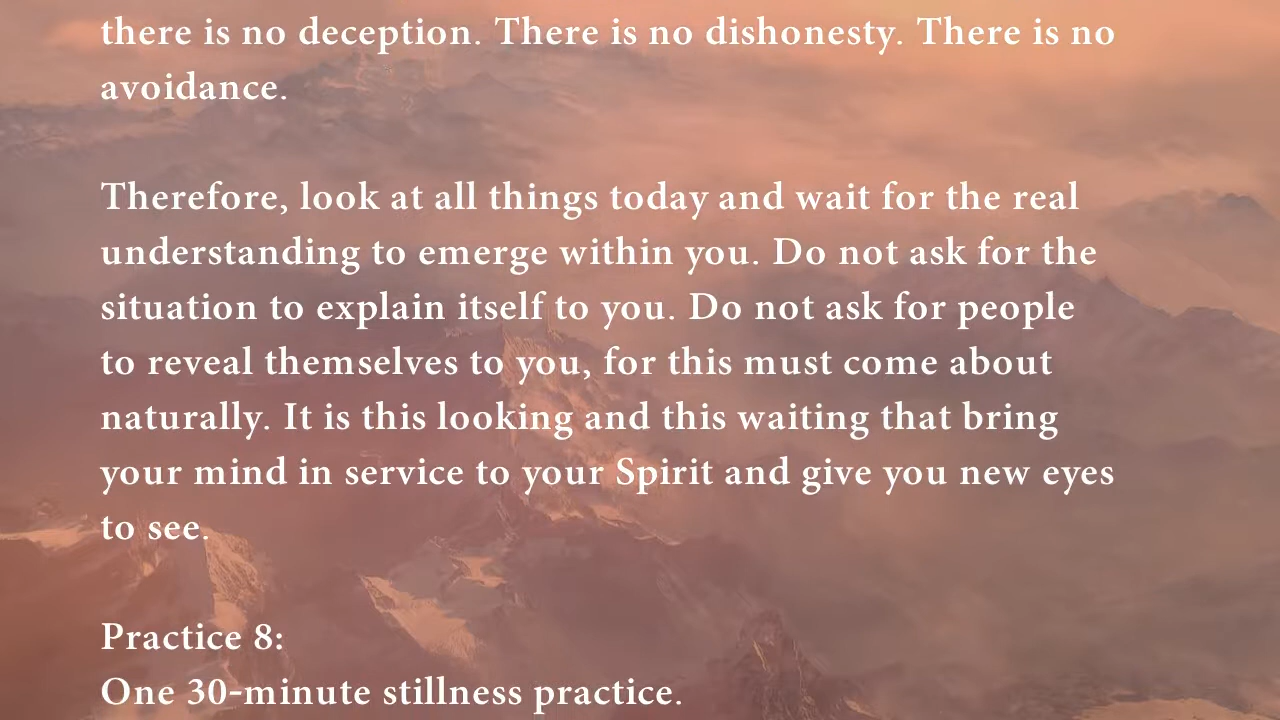 there is no deception. There is no dishonesty. There is no
avoidance.
Therefore, look at all things today and wait for the real
understanding to emerge within you. Do not ask for the
situation to explain itself to you. Do not ask for people
to reveal themselves to you, for this must come about
naturally. It is this looking and this waiting that bring
your mind in service to your Spirit and give you new eyes
to see.
Practice 8:
One 30-minute stillness practice.